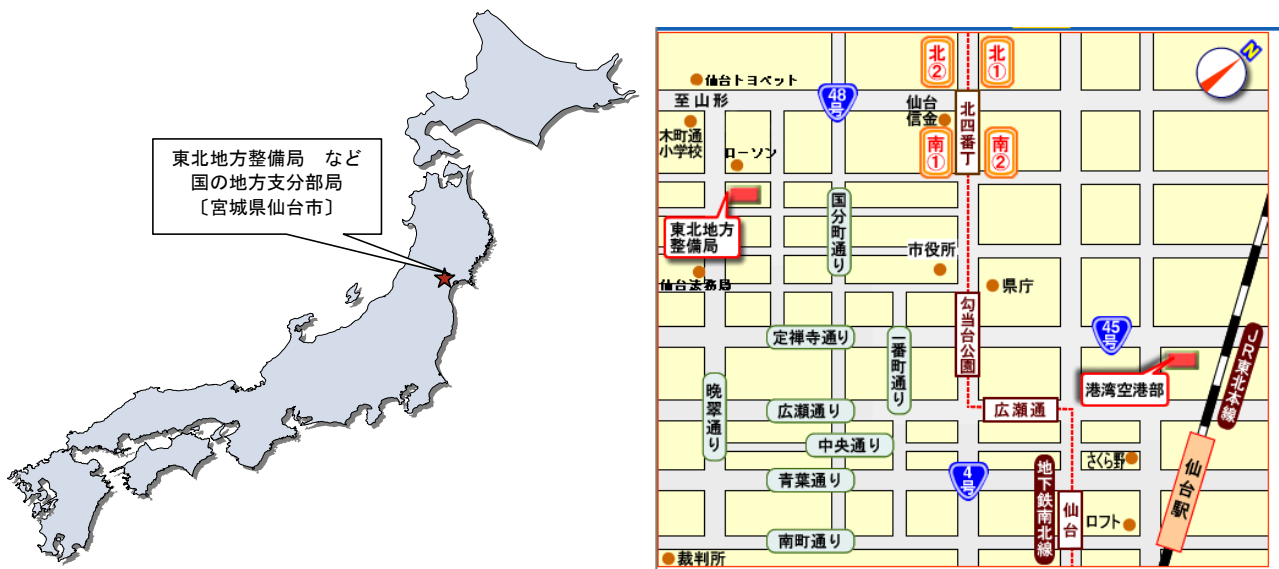 東北地方整備局　など
国の地方支分部局
〔宮城県仙台市〕
北②
北①
N
仙台トヨペット
48号
至山形
仙台
信金
北四番丁
木町通
小学校
ローソン
南①
南②
東北地方
整備局
国分町通り
市役所
仙台法務局
県庁
勾当台公園
定禅寺通り
一番町通り
45号
JR東北本線
港湾空港部
晩翠通り
広瀬通り
広瀬通
中央通り
さくら野
青葉通り
4号
地下鉄南北線
仙台
仙台駅
ロフト
南町通り
裁判所